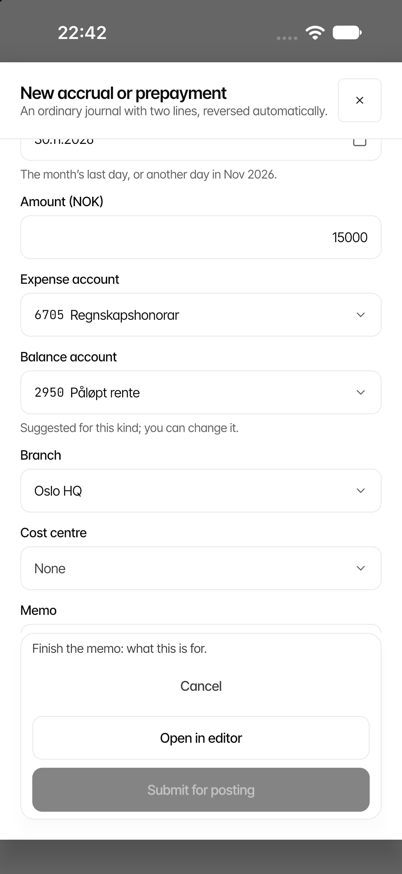 22:42
New accrual or prepayment
An ordinary journal with two lines, reversed automatically.
30.11.2026
The month's last day, or another day in Nov 2026.
Amount (NOK)
15000
Expense account
6705 Regnskapshonorar
Balance account
2950 Påløpt rente
Suggested for this kind; you can change it.
Branch
Oslo HQ
Cost centre
None
Memo
Finish the memo: what this is for.
Cancel
Open in editor
Submit for posting